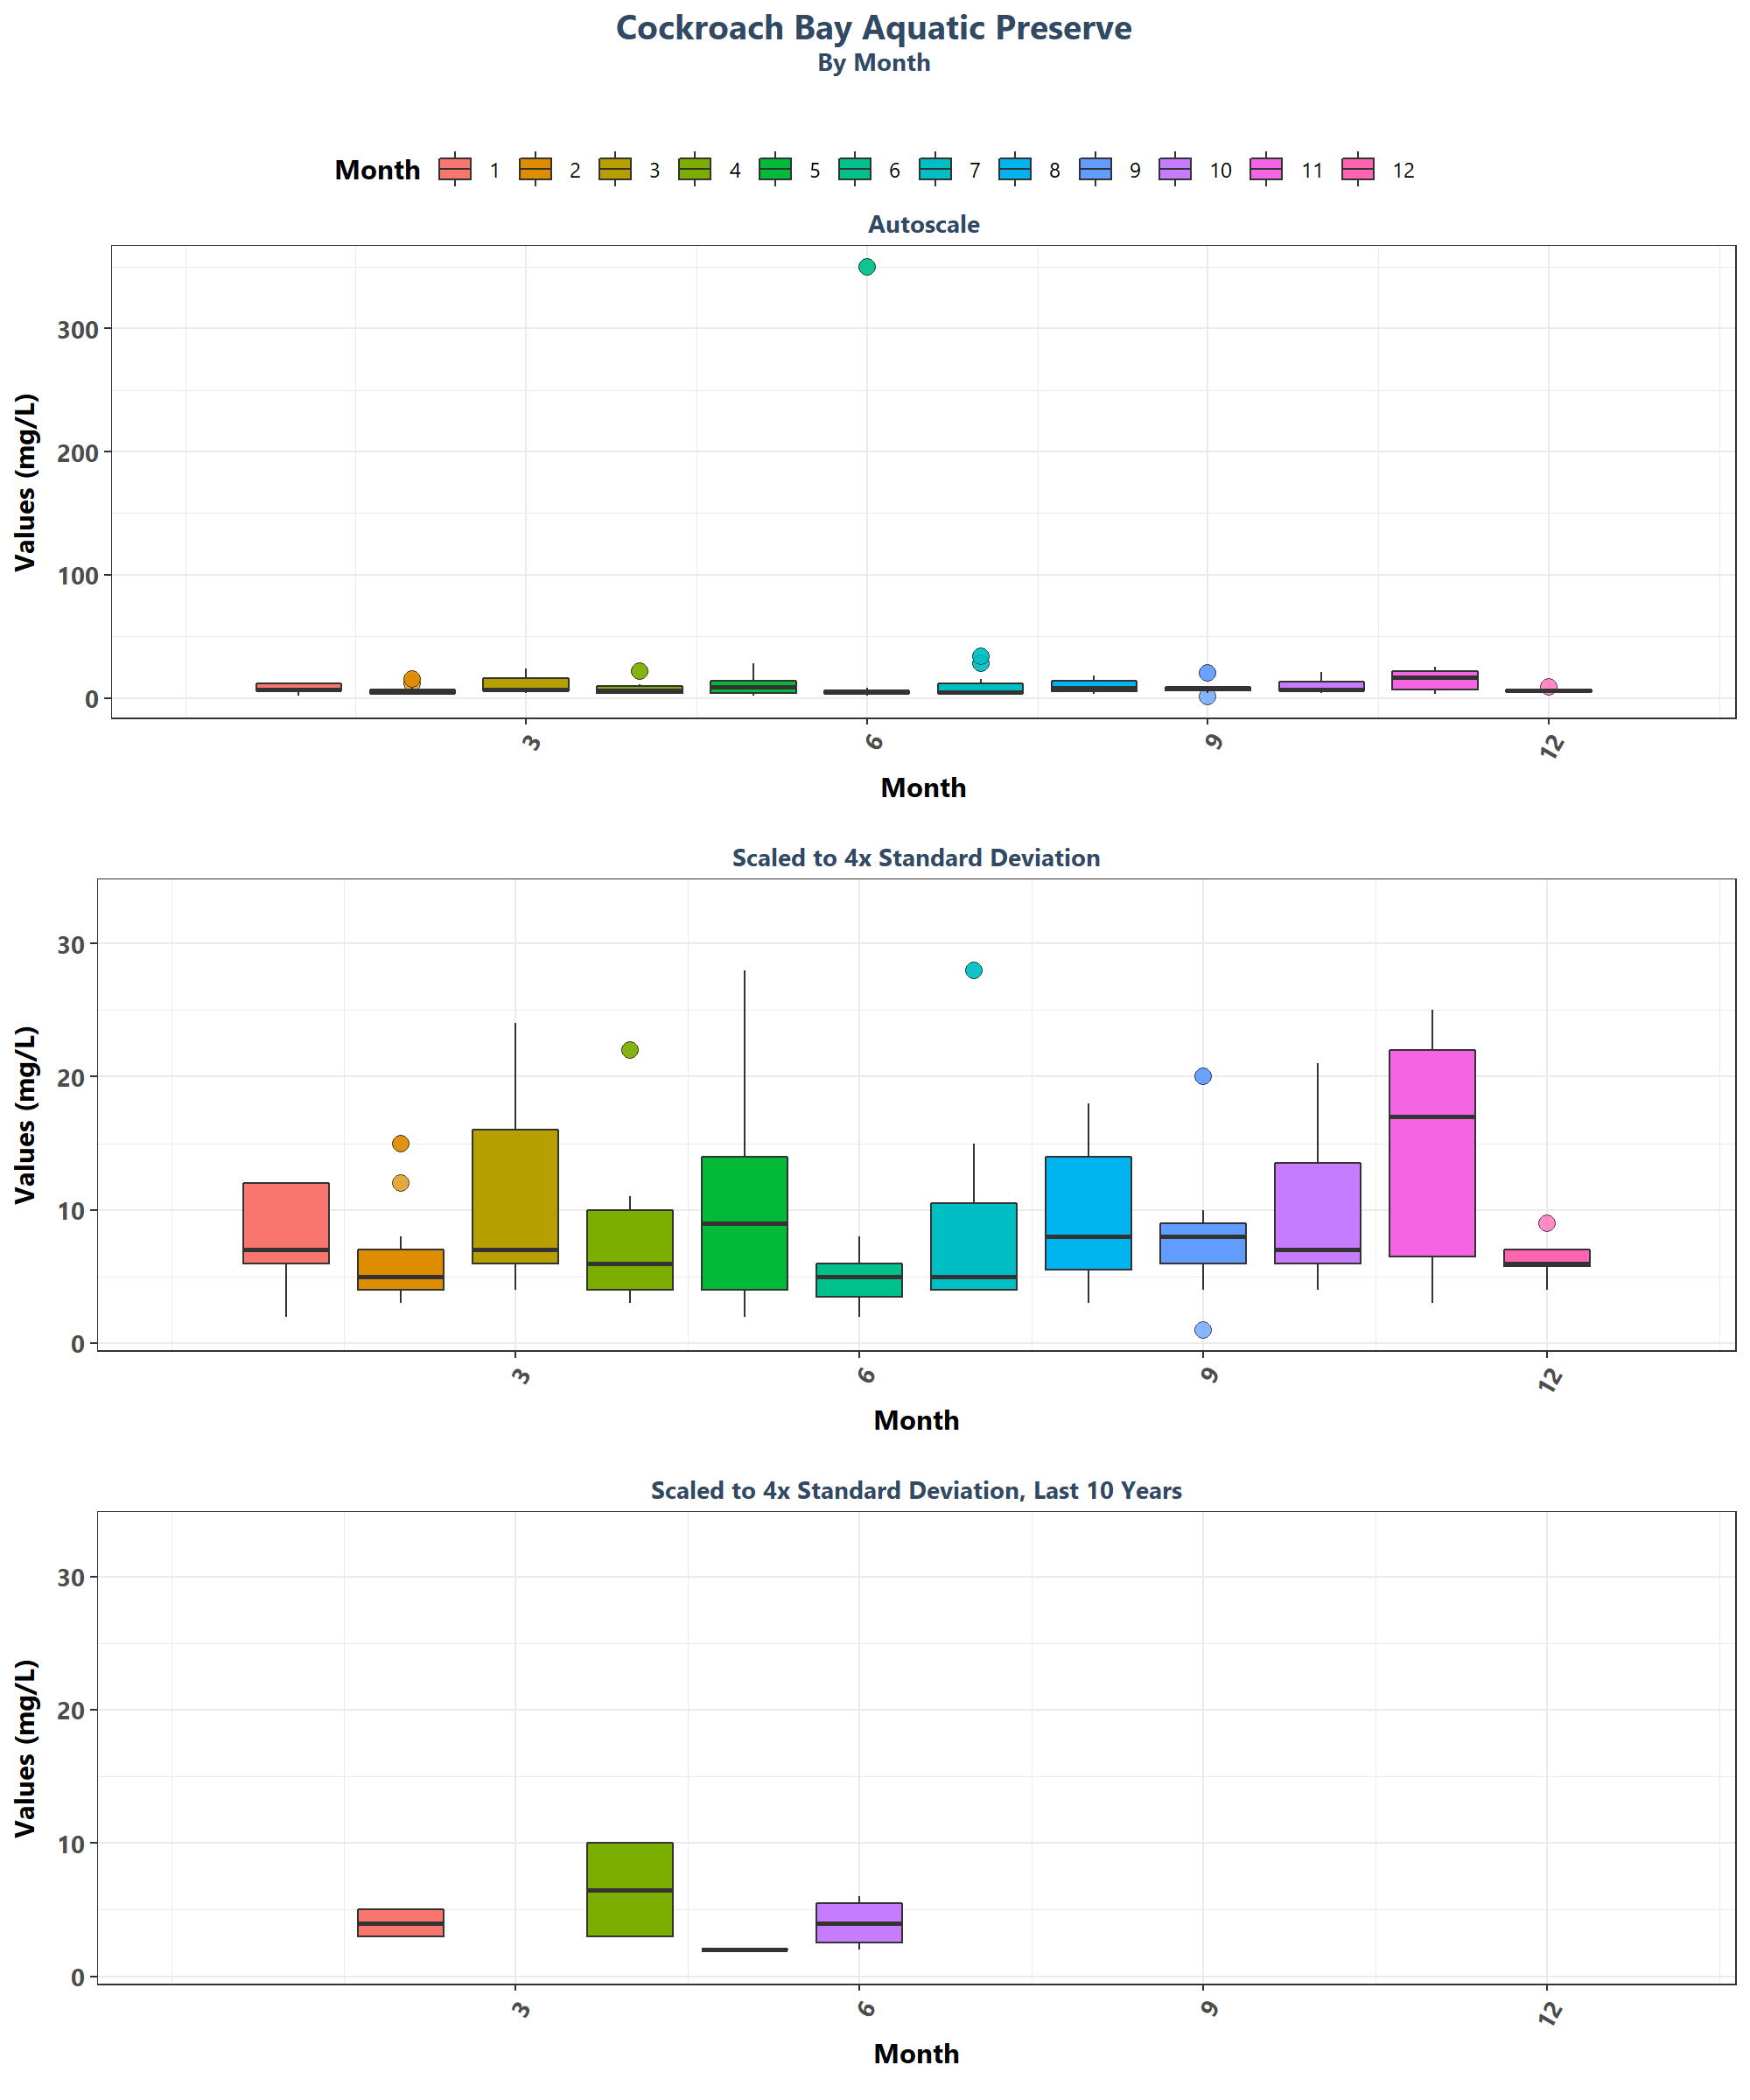 Cockroach Bay Aquatic Preserve
By Month
Month 1 2 3 4 5 6 7 8 9 10 11 12
Autoscale
Values (mg/L)
300
200
100
0
3 6 9 12
Month
Scaled to 4x Standard Deviation
Values (mg/L)
30
20
10
0
3 6 9 12
Month
Scaled to 4x Standard Deviation, Last 10 Years
Values (mg/L)
30
20
10
0
3 6 9 12
Month